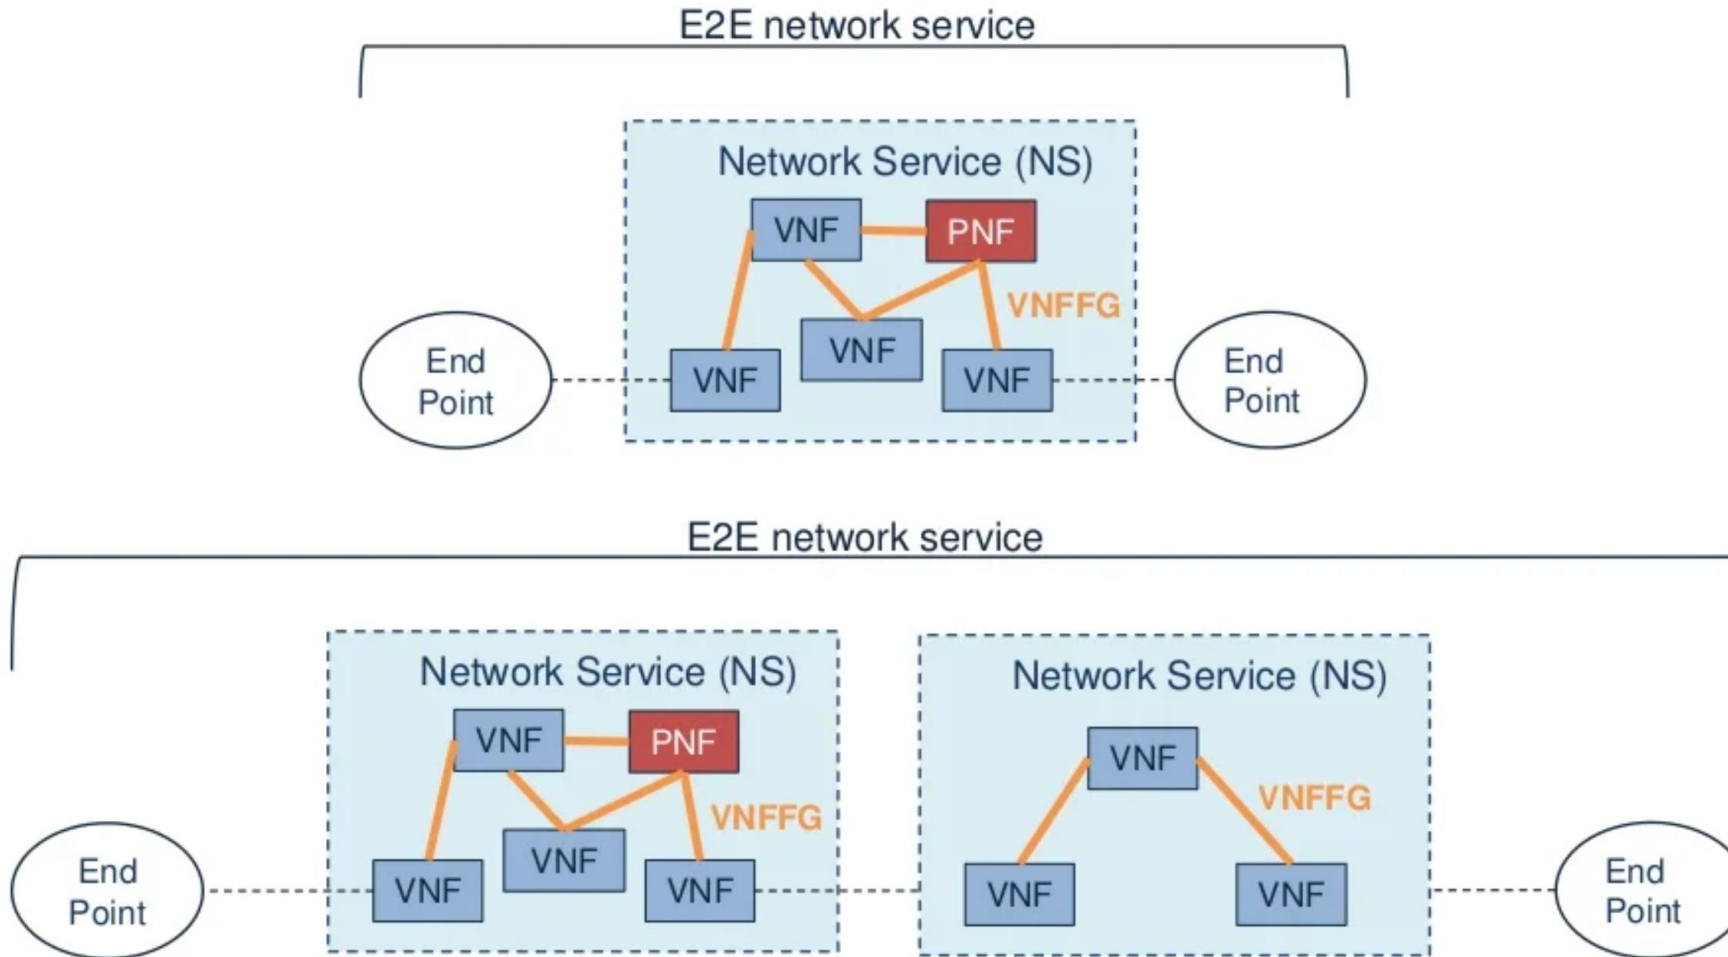 E2E network service
Network Service (NS)
VNF
PNF
VNFFG
VNF
VNF
VNF
End
Point
End
Point
E2E network service
Network Service (NS)
VNF
PNF
VNFFG
VNF
VNF
VNF
Network Service (NS)
VNF
VNFFG
VNF
VNF
End
Point
End
Point